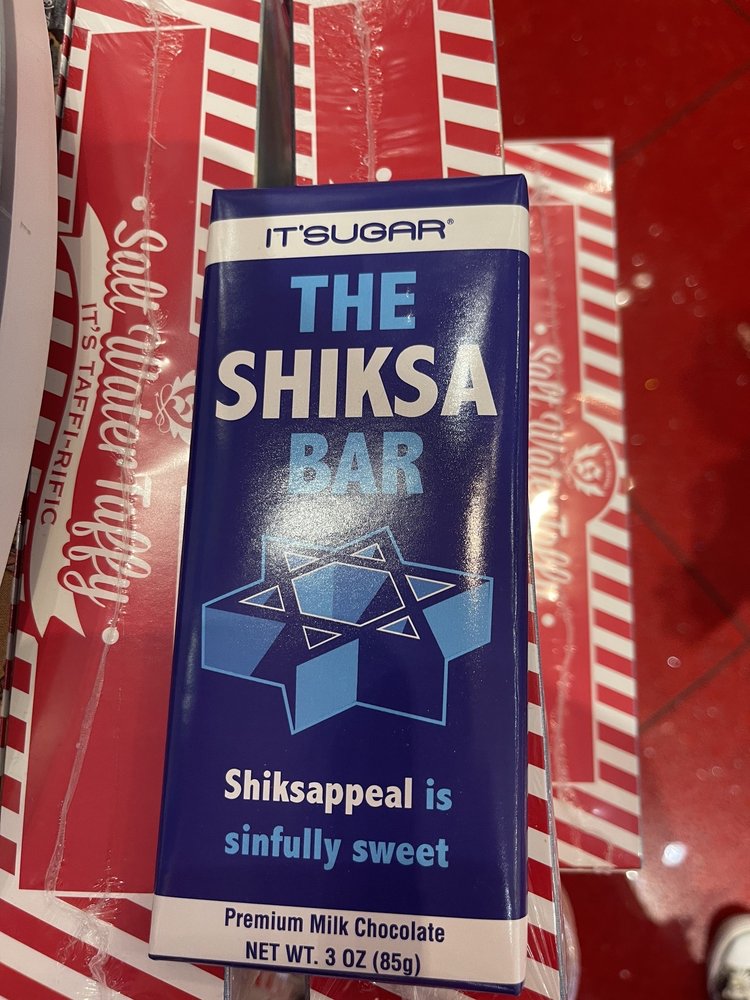 IT'SUGAR®
THE
SHIKSA
BAR
Shiksappeal is
sinfully sweet
Premium Milk Chocolate
NET WT. 3 OZ (85g)
Salt Water Taffy
IT'S TAFFI-RIFIC
Salt Water Taffy